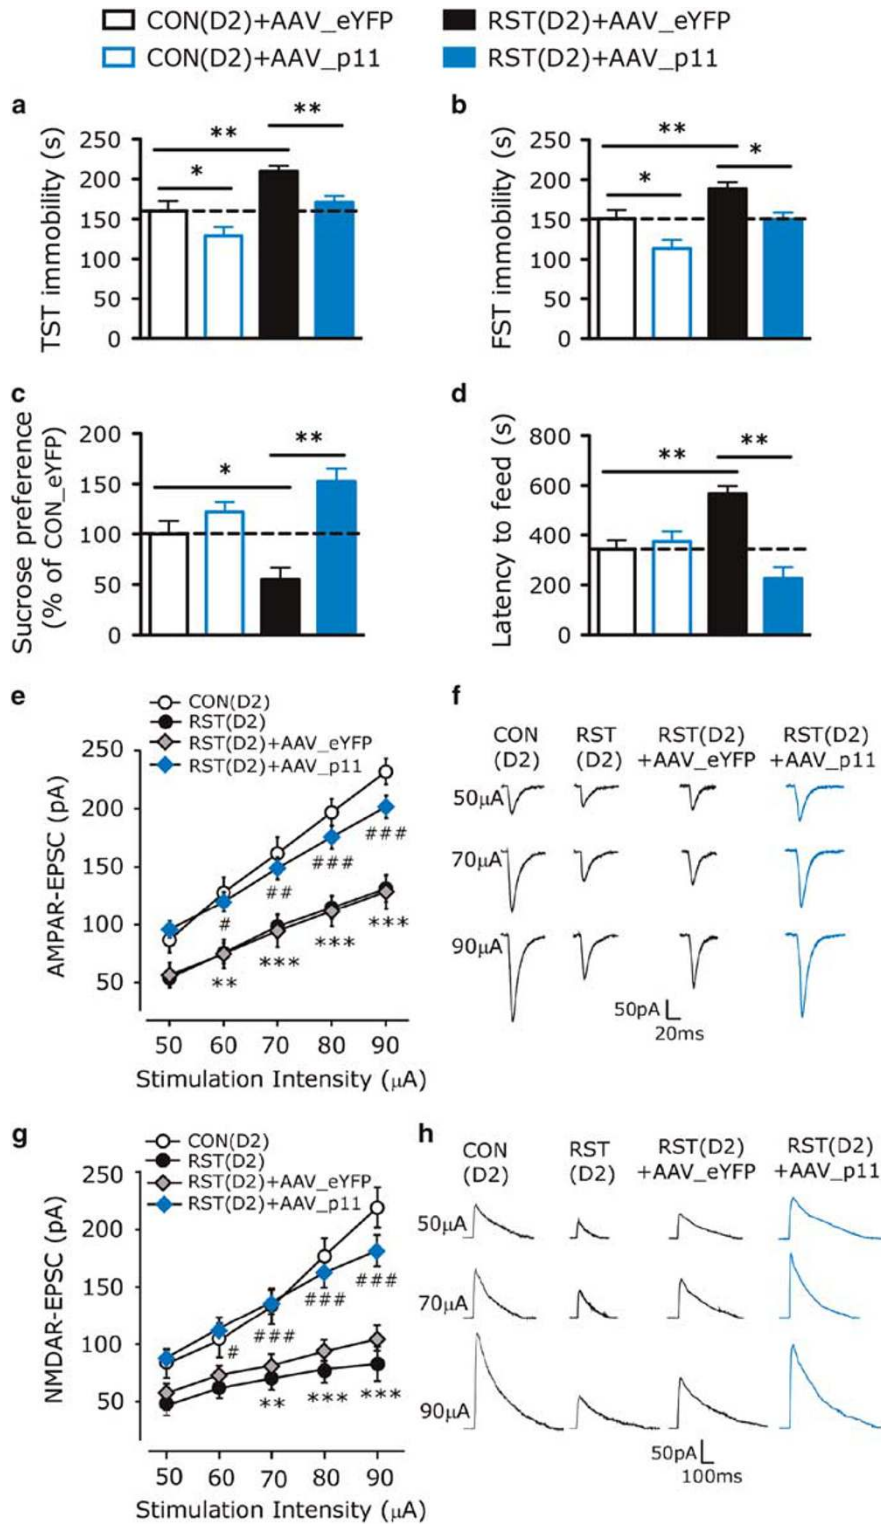 CON(D2)+AAV_eYFP
RST(D2)+AAV_eYFP
CON(D2)+AAV_p11
RST(D2)+AAV_p11
a
TST immobility (s)
250
200
150
100
50
0
*
**
**
b
FST immobility (s)
250
200
150
100
50
0
*
**
*
c
Sucrose preference
(% of CON_eYFP)
200
150
100
50
0
*
**
d
Latency to feed (s)
800
600
400
200
0
**
**
e
CON(D2)
RST(D2)
RST(D2)+AAV_eYFP
RST(D2)+AAV_p11
AMPAR-EPSC (pA)
250
200
150
100
50
# ## ### ###
** *** *** ***
50 60 70 80 90
Stimulation Intensity (μA)
f
CON
(D2)
RST
(D2)
RST(D2)
+AAV_eYFP
RST(D2)
+AAV_p11
50μA
70μA
90μA
50pA
20ms
g
CON(D2)
RST(D2)
RST(D2)+AAV_eYFP
RST(D2)+AAV_p11
NMDAR-EPSC (pA)
250
200
150
100
50
# ### ### ###
** *** ***
50 60 70 80 90
Stimulation Intensity (μA)
h
CON
(D2)
RST
(D2)
RST(D2)
+AAV_eYFP
RST(D2)
+AAV_p11
50μA
70μA
90μA
50pA
100ms